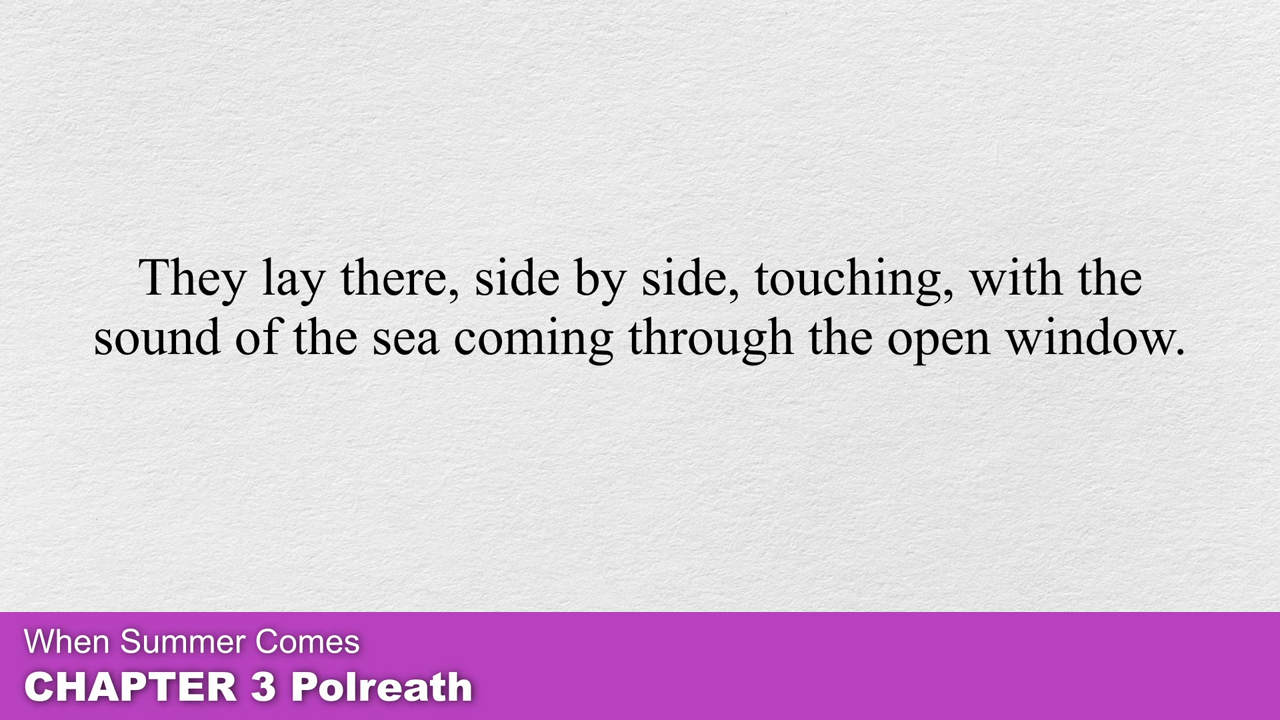 They lay there, side by side, touching, with the
sound of the sea coming through the open window.
When Summer Comes
CHAPTER 3 Polreath